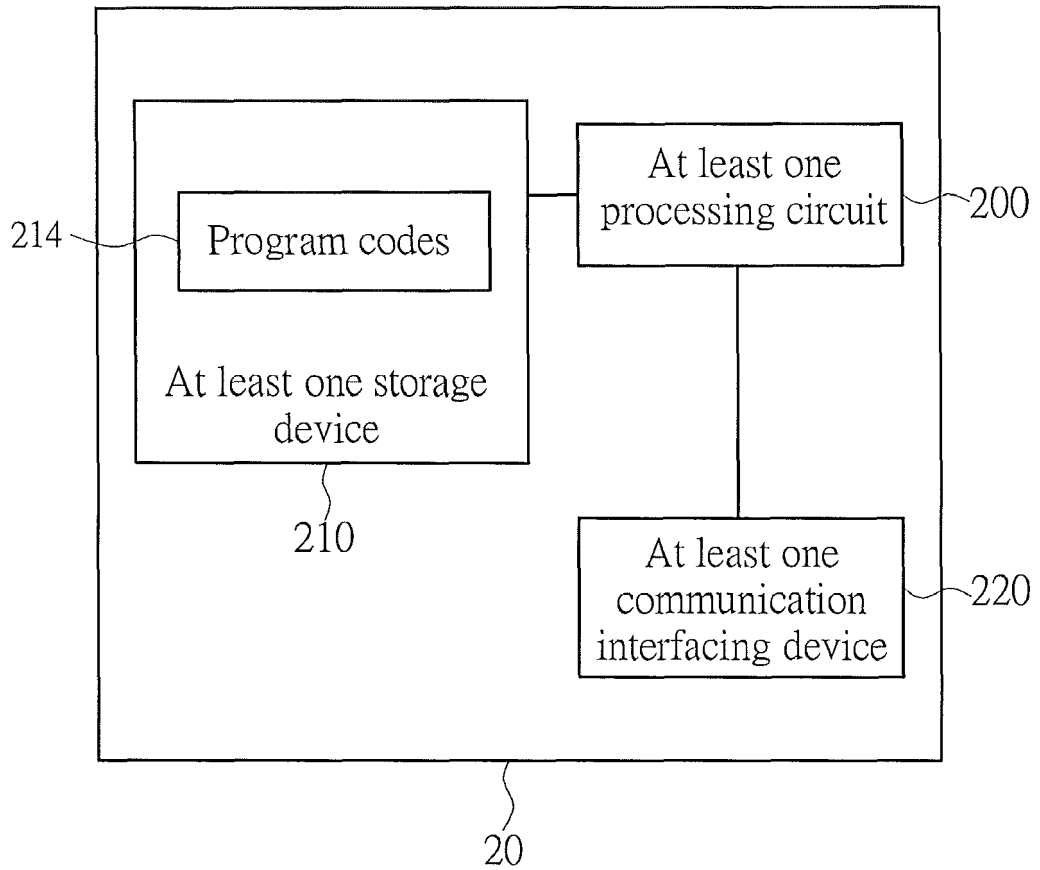 At least one
processing circuit
200
214
Program codes
At least one storage
device
210
At least one
communication
interfacing device
220
20